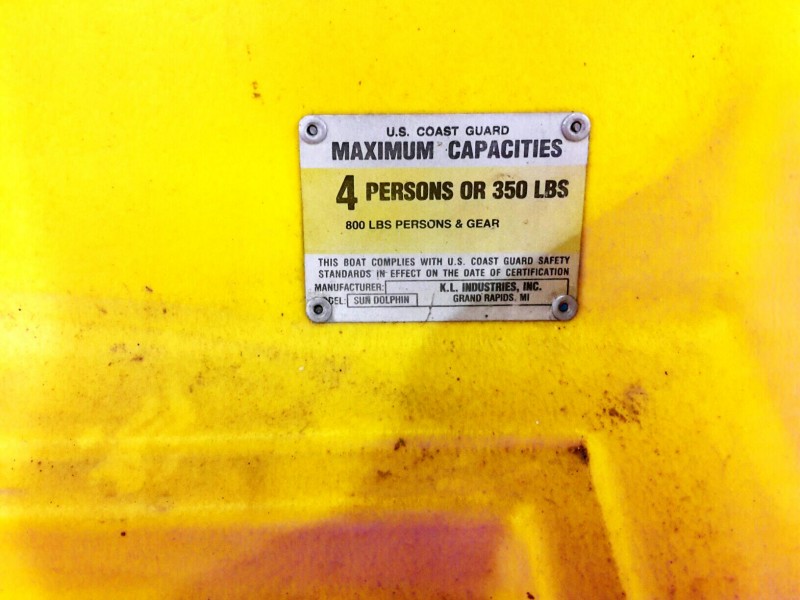 U.S. COAST GUARD
MAXIMUM CAPACITIES
4 PERSONS OR 350 LBS
800 LBS PERSONS & GEAR
THIS BOAT COMPLIES WITH U.S. COAST GUARD SAFETY
STANDARDS IN EFFECT ON THE DATE OF CERTIFICATION
MANUFACTURER: K.L. INDUSTRIES, INC.
GRAND RAPIDS, MI
SUN DOLPHIN